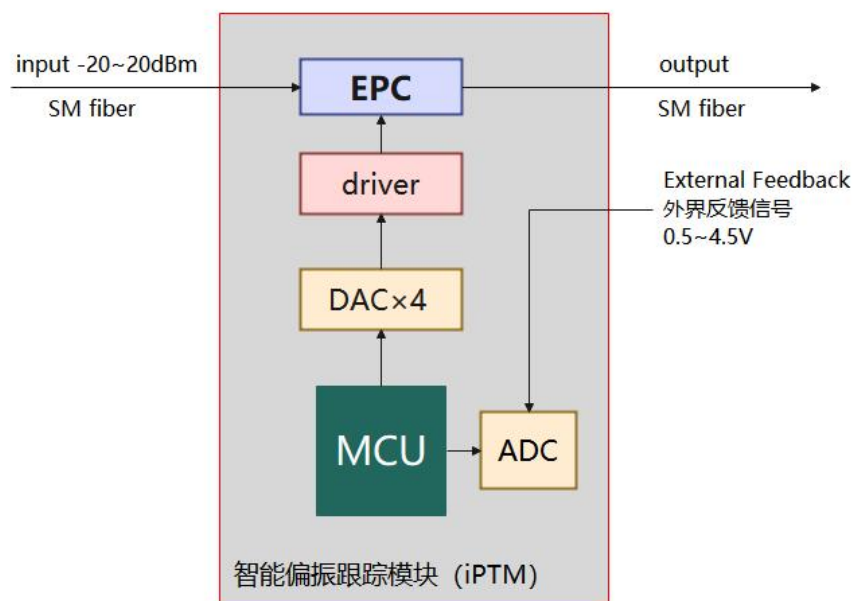 input -20~20dBm
SM fiber
EPC
output
SM fiber
driver
External Feedback
外界反馈信号
0.5~4.5V
DAC×4
MCU
ADC
智能偏振跟踪模块（iPTM）